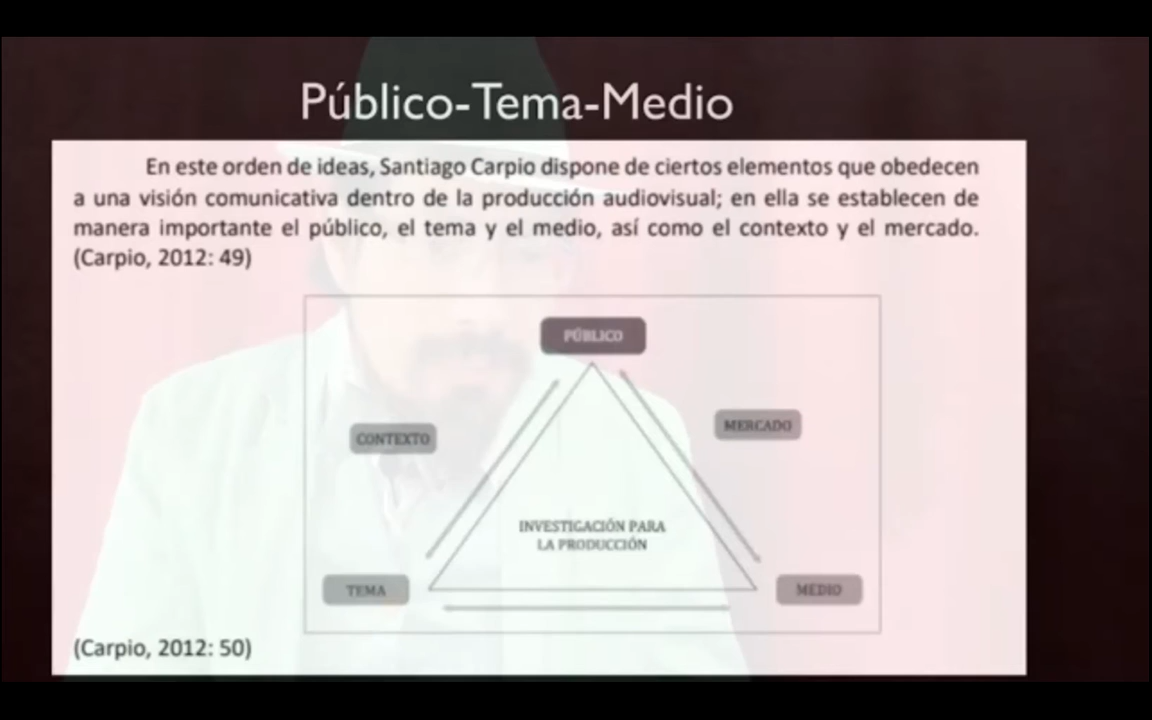 Público-Tema-Medio
En este orden de ideas, Santiago Carpio dispone de ciertos elementos que obedecen
a una visión comunicativa dentro de la producción audiovisual; en ella se establecen de
manera importante el público, el tema y el medio, así como el contexto y el mercado.
(Carpio, 2012: 49)
PÚBLICO
CONTEXTO
MERCADO
INVESTIGACIÓN PARA
LA PRODUCCIÓN
TEMA
MEDIO
(Carpio, 2012: 50)